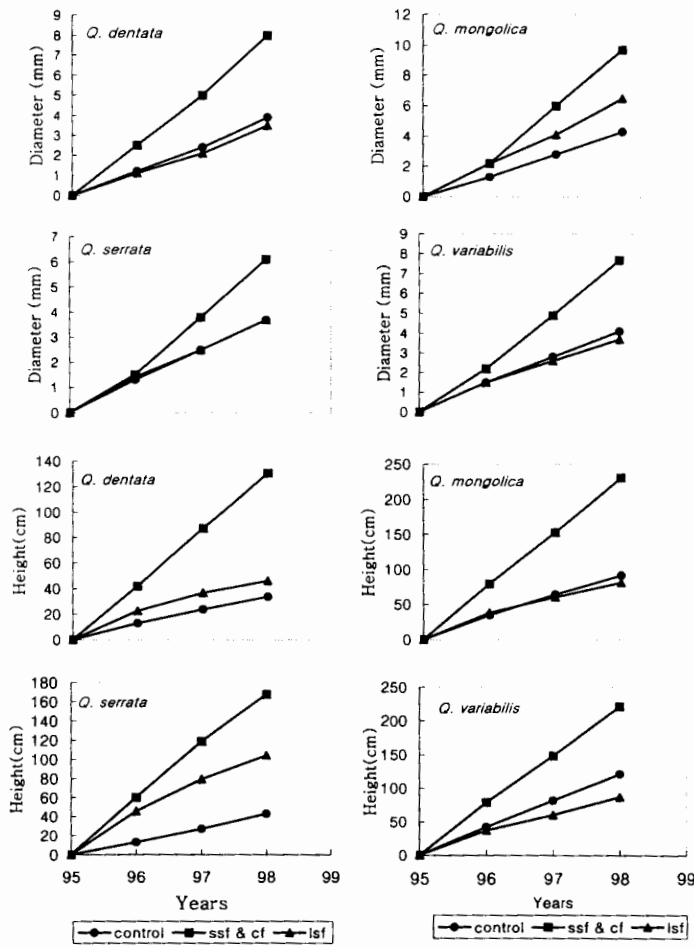 Q. dentata
Diameter (mm)
8
7
6
5
4
3
2
1
0
Q. mongolica
Diameter (mm)
12
10
8
6
4
2
0
Q. serrata
Diameter (mm)
7
6
5
4
3
2
1
0
Q. variabilis
Diameter (mm)
9
8
7
6
5
4
3
2
1
0
Q. dentata
Height(cm)
140
120
100
80
60
40
20
0
Q. mongolica
Height(cm)
250
200
150
100
50
0
Q. serrata
Height(cm)
180
160
140
120
100
80
60
40
20
0
95 96 97 98 99
Years
control ssf & cf lsf
Q. variabilis
Height(cm)
250
200
150
100
50
0
95 96 97 98 99
Years
control ssf & cf lsf